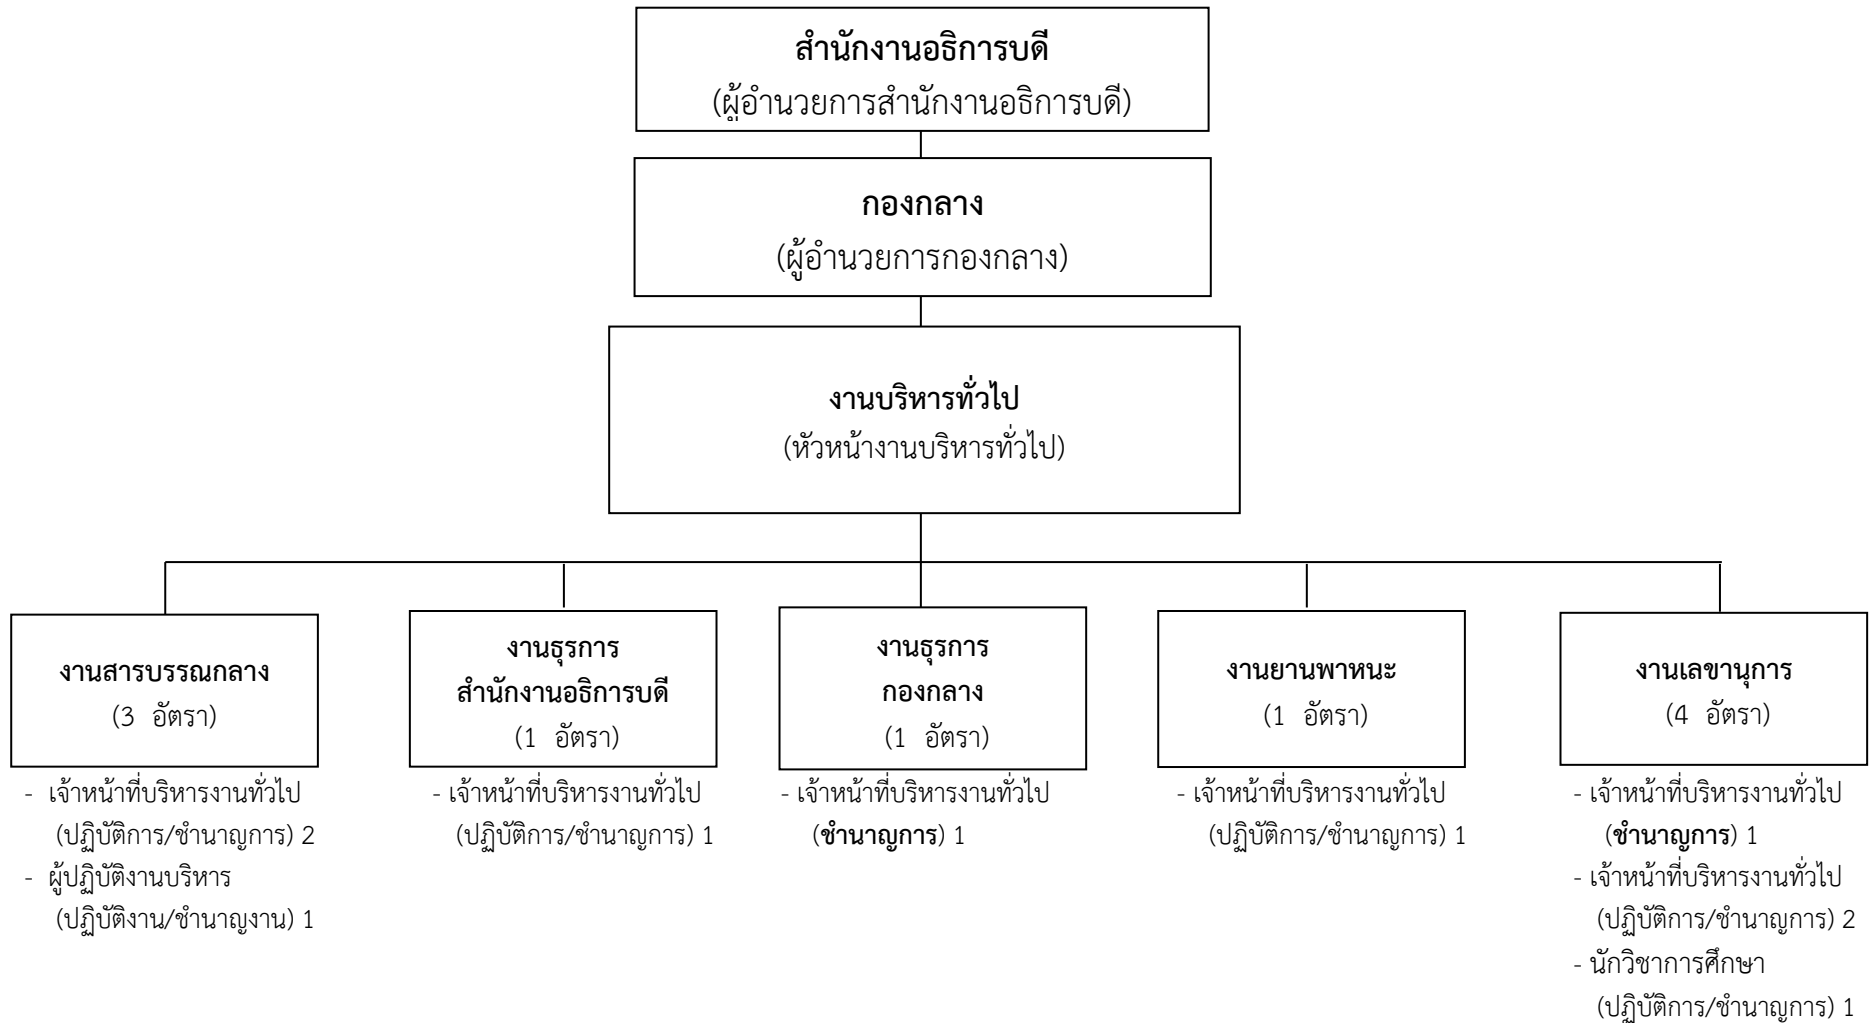 สำนักงานอธิการบดี
(ผู้อำนวยการสำนักงานอธิการบดี)
กองกลาง
(ผู้อำนวยการกองกลาง)
งานบริหารทั่วไป
(หัวหน้างานบริหารทั่วไป)
งานสารบรรณกลาง
(3 อัตรา)
- เจ้าหน้าที่บริหารงานทั่วไป
(ปฏิบัติการ/ชำนาญการ) 2
- ผู้ปฏิบัติงานบริหาร
(ปฏิบัติงาน/ชำนาญงาน) 1
งานธุรการ
สำนักงานอธิการบดี
(1 อัตรา)
- เจ้าหน้าที่บริหารงานทั่วไป
(ปฏิบัติการ/ชำนาญการ) 1
งานธุรการ
กองกลาง
(1 อัตรา)
- เจ้าหน้าที่บริหารงานทั่วไป
(ชำนาญการ) 1
งานยานพาหนะ
(1 อัตรา)
- เจ้าหน้าที่บริหารงานทั่วไป
(ปฏิบัติการ/ชำนาญการ) 1
งานเลขานุการ
(4 อัตรา)
- เจ้าหน้าที่บริหารงานทั่วไป
(ชำนาญการ) 1
- เจ้าหน้าที่บริหารงานทั่วไป
(ปฏิบัติการ/ชำนาญการ) 2
- นักวิชาการศึกษา
(ปฏิบัติการ/ชำนาญการ) 1